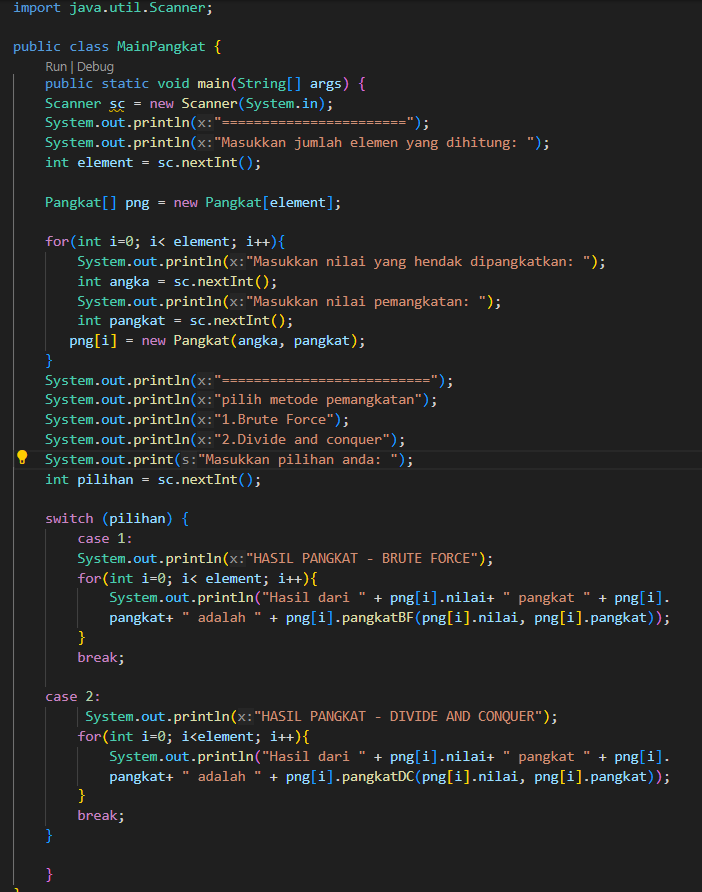 import java.util.Scanner;
public class MainPangkat {
Run | Debug
public static void main(String[] args) {
Scanner sc = new Scanner(System.in);
System.out.println(x:"=======================");
System.out.println(x:"Masukkan jumlah elemen yang dihitung: ");
int element = sc.nextInt();
Pangkat[] png = new Pangkat[element];
for(int i=0; i< element; i++){
System.out.println(x:"Masukkan nilai yang hendak dipangkatkan: ");
int angka = sc.nextInt();
System.out.println(x:"Masukkan nilai pemangkatan: ");
int pangkat = sc.nextInt();
png[i] = new Pangkat(angka, pangkat);
}
System.out.println(x:"==========================");
System.out.println(x:"pilih metode pemangkatan");
System.out.println(x:"1.Brute Force");
System.out.println(x:"2.Divide and conquer");
System.out.print(s:"Masukkan pilihan anda: ");
int pilihan = sc.nextInt();
switch (pilihan) {
case 1:
System.out.println(x:"HASIL PANGKAT - BRUTE FORCE");
for(int i=0; i< element; i++){
System.out.println("Hasil dari " + png[i].nilai+ " pangkat " + png[i].
pangkat+ " adalah " + png[i].pangkatBF(png[i].nilai, png[i].pangkat));
}
break;
case 2:
System.out.println(x:"HASIL PANGKAT - DIVIDE AND CONQUER");
for(int i=0; i<element; i++){
System.out.println("Hasil dari " + png[i].nilai+ " pangkat " + png[i].
pangkat+ " adalah " + png[i].pangkatDC(png[i].nilai, png[i].pangkat));
}
break;
}
}
}